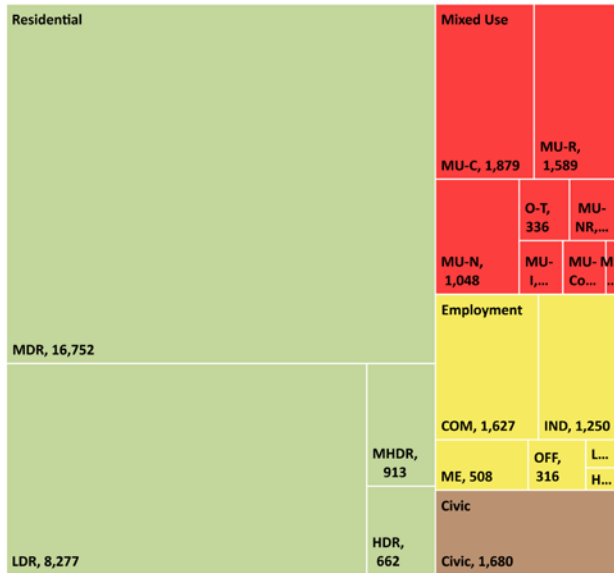 Residential
MDR, 16,752
LDR, 8,277
MHDR,
913
HDR,
662
Mixed Use
MU-C, 1,879
MU-R,
1,589
MU-N,
1,048
O-T,
336
MU-
NR,...
MU-
I,...
MU-
Co...
M
...
Employment
COM, 1,627
IND, 1,250
ME, 508
OFF,
316
L...
H...
Civic
Civic, 1,680